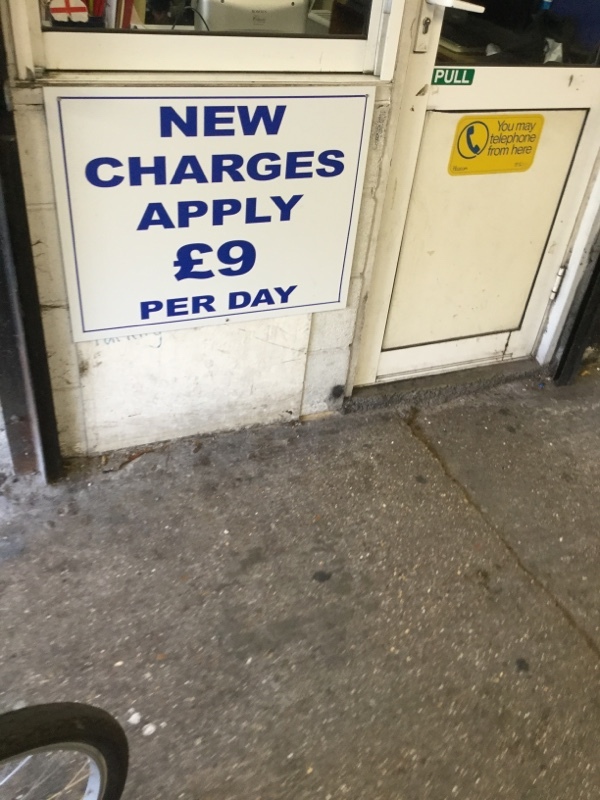 NEW
CHARGES
APPLY
£9
PER DAY
PULL
You may
telephone
from here